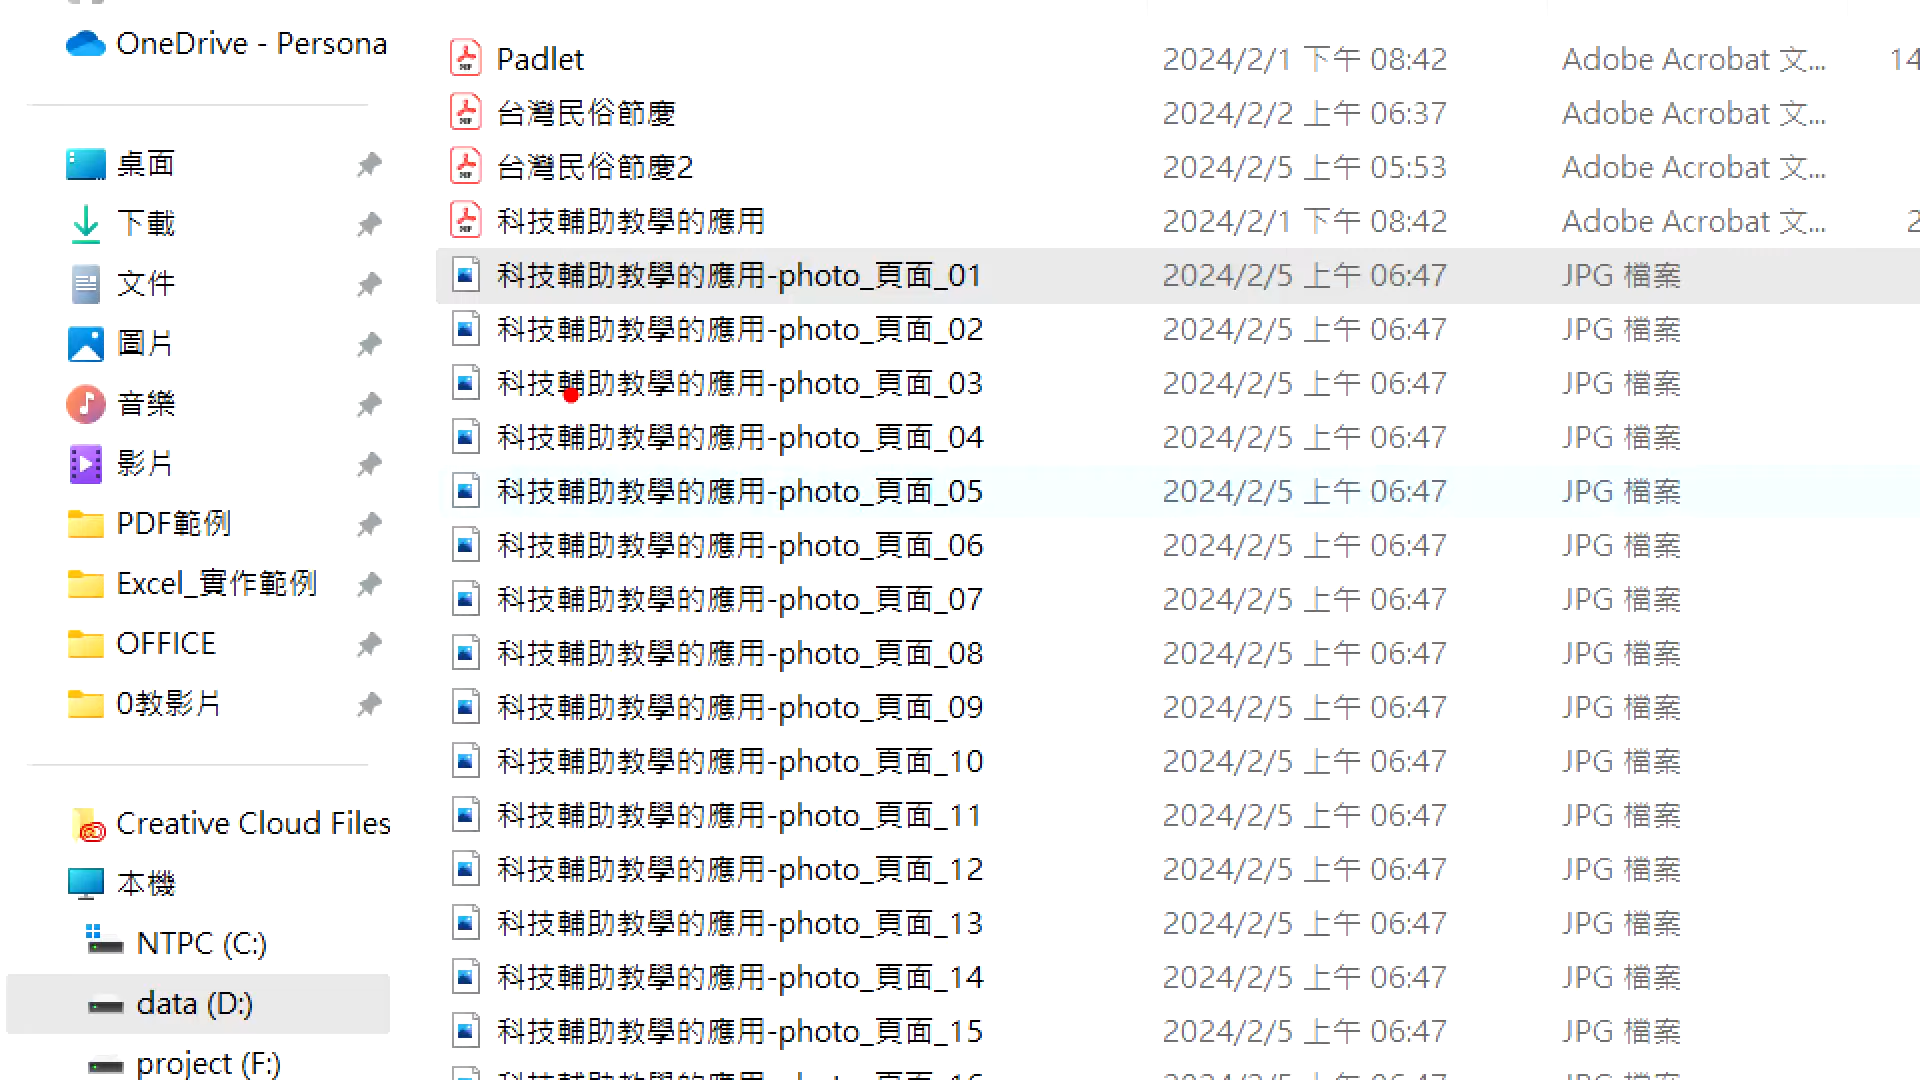 OneDrive - Persona
桌面
下載
文件
圖片
音樂
影片
PDF範例
Excel_實作範例
OFFICE
0教影片
Creative Cloud Files
本機
NTPC (C:)
data (D:)
project (F:)
Padlet 2024/2/1 下午 08:42 Adobe Acrobat 文... 14
台灣民俗節慶 2024/2/2 上午 06:37 Adobe Acrobat 文...
台灣民俗節慶2 2024/2/5 上午 05:53 Adobe Acrobat 文...
科技輔助教學的應用 2024/2/1 下午 08:42 Adobe Acrobat 文... 2
科技輔助教學的應用-photo_頁面_01 2024/2/5 上午 06:47 JPG 檔案
科技輔助教學的應用-photo_頁面_02 2024/2/5 上午 06:47 JPG 檔案
科技輔助教學的應用-photo_頁面_03 2024/2/5 上午 06:47 JPG 檔案
科技輔助教學的應用-photo_頁面_04 2024/2/5 上午 06:47 JPG 檔案
科技輔助教學的應用-photo_頁面_05 2024/2/5 上午 06:47 JPG 檔案
科技輔助教學的應用-photo_頁面_06 2024/2/5 上午 06:47 JPG 檔案
科技輔助教學的應用-photo_頁面_07 2024/2/5 上午 06:47 JPG 檔案
科技輔助教學的應用-photo_頁面_08 2024/2/5 上午 06:47 JPG 檔案
科技輔助教學的應用-photo_頁面_09 2024/2/5 上午 06:47 JPG 檔案
科技輔助教學的應用-photo_頁面_10 2024/2/5 上午 06:47 JPG 檔案
科技輔助教學的應用-photo_頁面_11 2024/2/5 上午 06:47 JPG 檔案
科技輔助教學的應用-photo_頁面_12 2024/2/5 上午 06:47 JPG 檔案
科技輔助教學的應用-photo_頁面_13 2024/2/5 上午 06:47 JPG 檔案
科技輔助教學的應用-photo_頁面_14 2024/2/5 上午 06:47 JPG 檔案
科技輔助教學的應用-photo_頁面_15 2024/2/5 上午 06:47 JPG 檔案